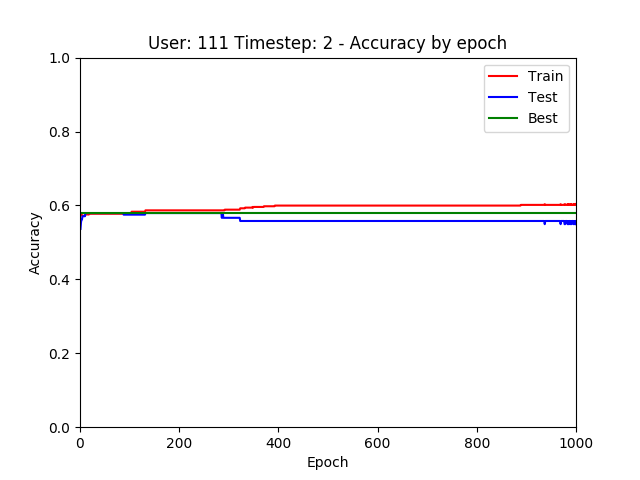 User: 111 Timestep: 2 - Accuracy by epoch
1.0
0.8
0.6
0.4
0.2
0.0
Accuracy
Train
Test
Best
0 200 400 600 800 1000
Epoch